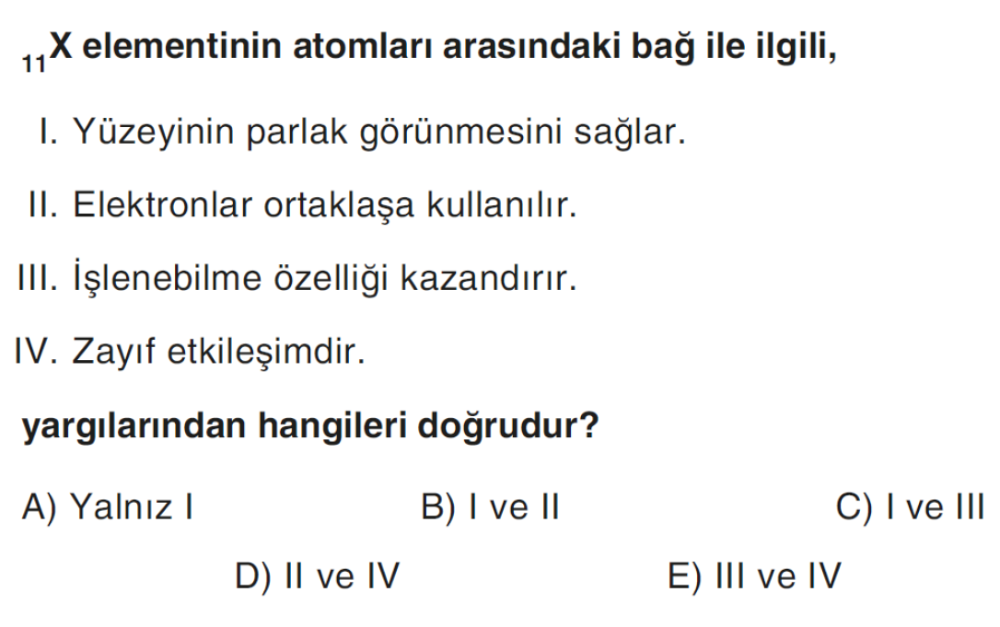 ₁₁X elementinin atomları arasındaki bağ ile ilgili,
I. Yüzeyinin parlak görünmesini sağlar.
II. Elektronlar ortaklaşa kullanılır.
III. İşlenebilme özelliği kazandırır.
IV. Zayıf etkileşimdir.
yargılarından hangileri doğrudur?
A) Yalnız I B) I ve II C) I ve III
D) II ve IV E) III ve IV